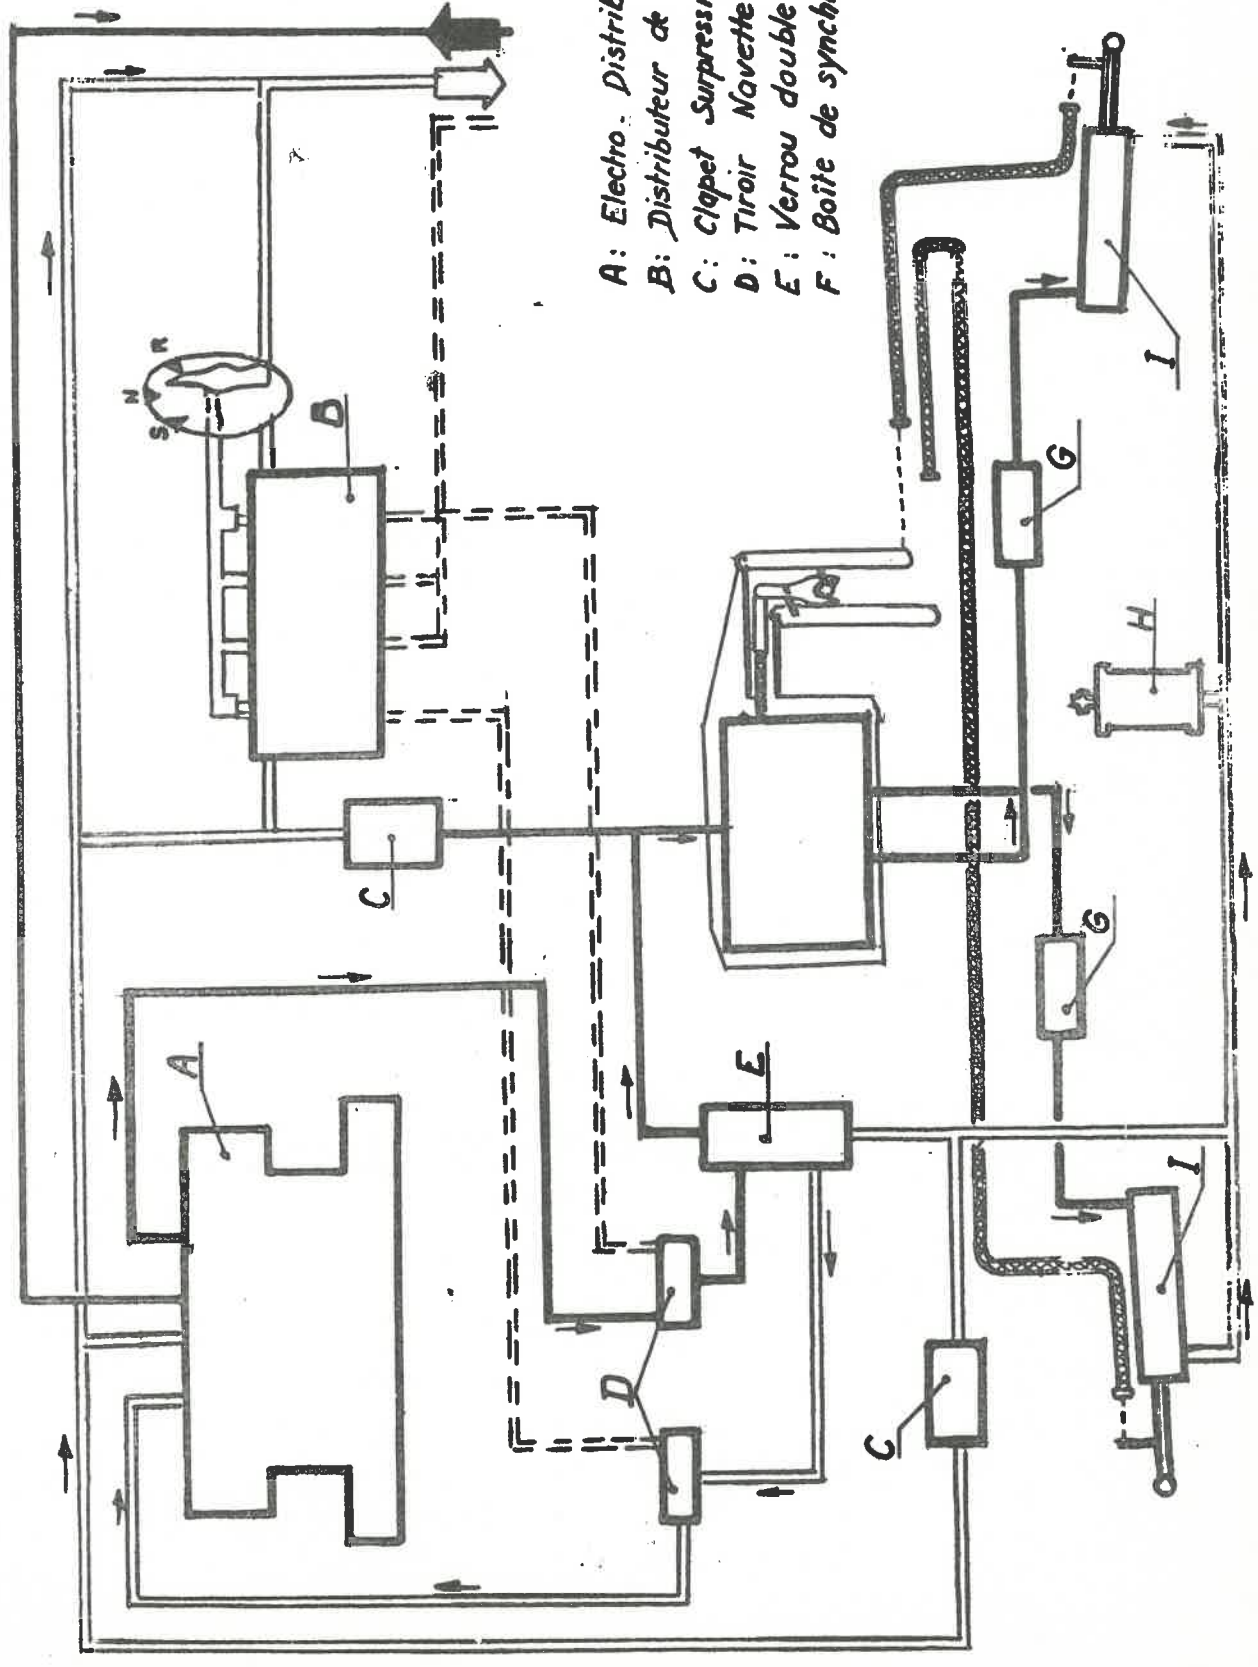 A: Electro. Distrib
B: Distributeur de
C: Clapet Surpressi
D: Tiroir Navette
E: Verrou double
F: Boîte de synch
S N R
B
A
C
D
E
C
G
G
H
I
I